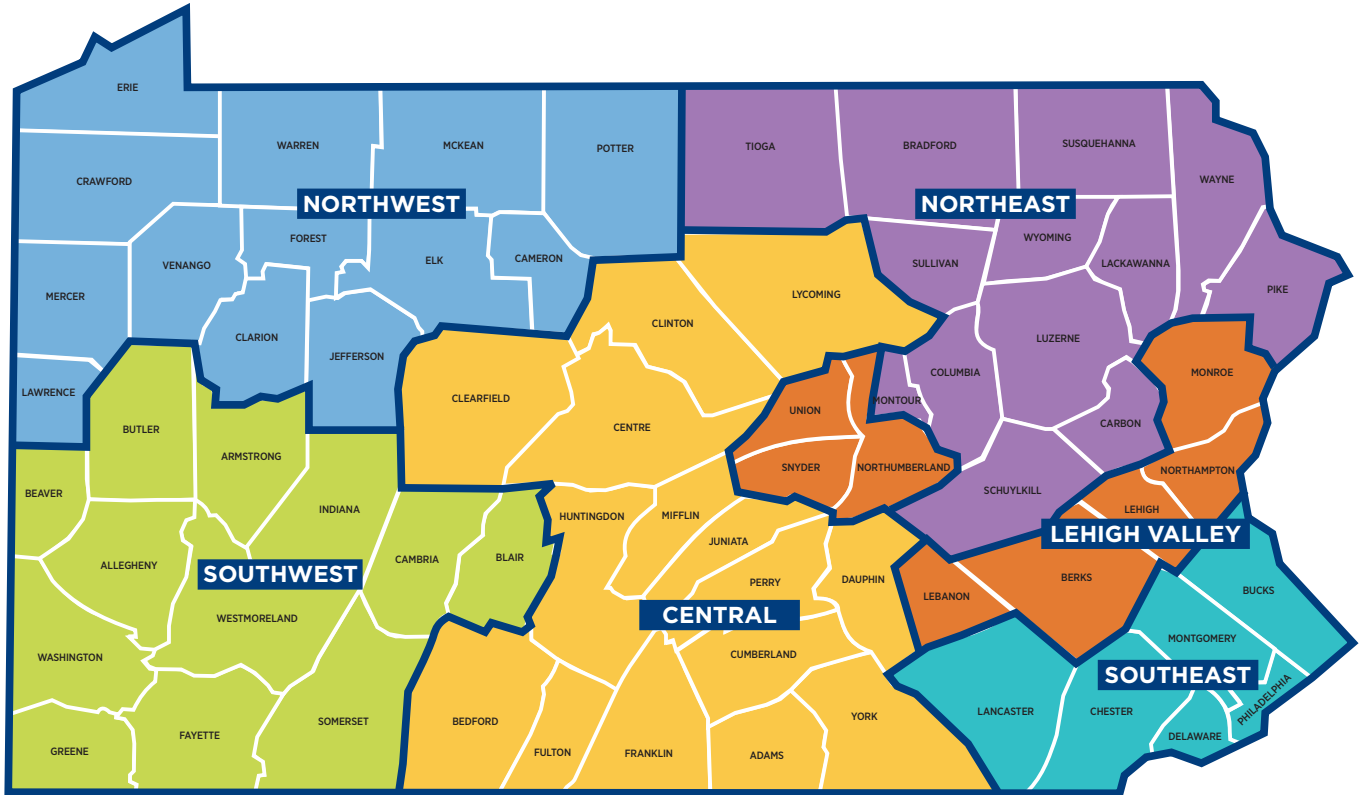 ERIE
WARREN
MCKEAN
POTTER
TIOGA
BRADFORD
SUSQUEHANNA
WAYNE
CRAWFORD
NORTHWEST
NORTHEAST
FOREST
WYOMING
VENANGO
ELK
CAMERON
SULLIVAN
LACKAWANNA
MERCER
LYCOMING
PIKE
CLINTON
CLARION
JEFFERSON
LUZERNE
COLUMBIA
MONROE
LAWRENCE
CLEARFIELD
UNION
MONTOUR
BUTLER
CENTRE
CARBON
ARMSTRONG
SNYDER
NORTHUMBERLAND
NORTHAMPTON
BEAVER
SCHUYLKILL
INDIANA
HUNTINGDON
MIFFLIN
LEHIGH
LEHIGH VALLEY
JUNIATA
ALLEGHENY
CAMBRIA
BLAIR
SOUTHWEST
PERRY
DAUPHIN
BERKS
LEBANON
BUCKS
WESTMORELAND
CENTRAL
MONTGOMERY
WASHINGTON
CUMBERLAND
SOUTHEAST
PHILADELPHIA
LANCASTER
CHESTER
YORK
SOMERSET
BEDFORD
FAYETTE
DELAWARE
GREENE
FULTON
FRANKLIN
ADAMS